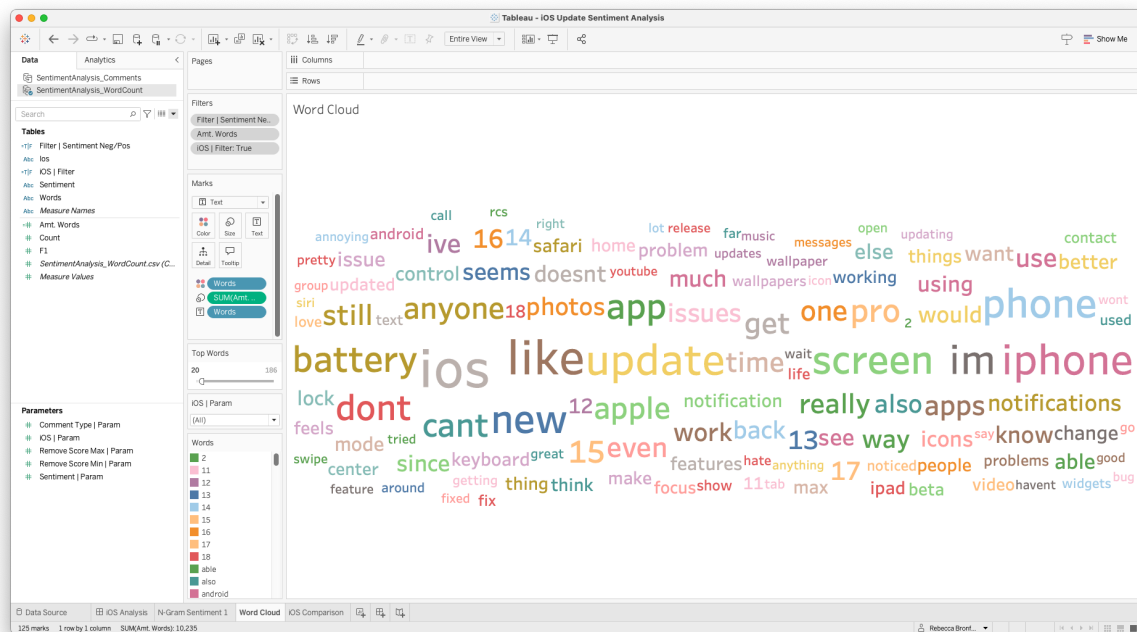 Tableau - iOS Update Sentiment Analysis
Entire View
Show Me
Data Analytics
SentimentAnalysis_Comments
SentimentAnalysis_WordCount
Search
Tables
Filter | Sentiment Neg/Pos
Ios
iOS | Filter
Sentiment
Words
Measure Names
Amt. Words
Count
F1
SentimentAnalysis_WordCount.csv (C...
Measure Values
Parameters
Comment Type | Param
iOS | Param
Remove Score Max | Param
Remove Score Min | Param
Sentiment | Param
Pages
Filters
Filter | Sentiment Ne..
Amt. Words
iOS | Filter: True
Marks
Text
Color Size Text
Detail Tooltip
Words
SUM(Amt. ...
Words
Top Words
20 186
iOS | Param
(All)
Words
2
11
12
13
14
15
16
17
18
able
also
android
Columns
Rows
Word Cloud
call rcs right lot release far music messages open updating
annoying android ive 16 14 safari home problem updates wallpaper else things want use contact
pretty issue control seems doesnt youtube much wallpapers icon working using better
group updated
siri still text anyone 18 photos app issues get one pro 2 would phone wont
love used
battery ios like update time wait life screen im iphone
lock dont cant new 12 apple notification really also apps notifications
feels mode tried since keyboard great 15 even work back 13 see way icons say know change go
swipe center getting features hate anything 17 noticed people problems able good
feature around thing think make focus show 11 tab max ipad beta video havent widgets bug
fixed fix
Data Source iOS Analysis N-Gram Sentiment 1 Word Cloud iOS Comparison
125 marks 1 row by 1 column SUM(Amt. Words): 10,235
Rebecca Bronf...